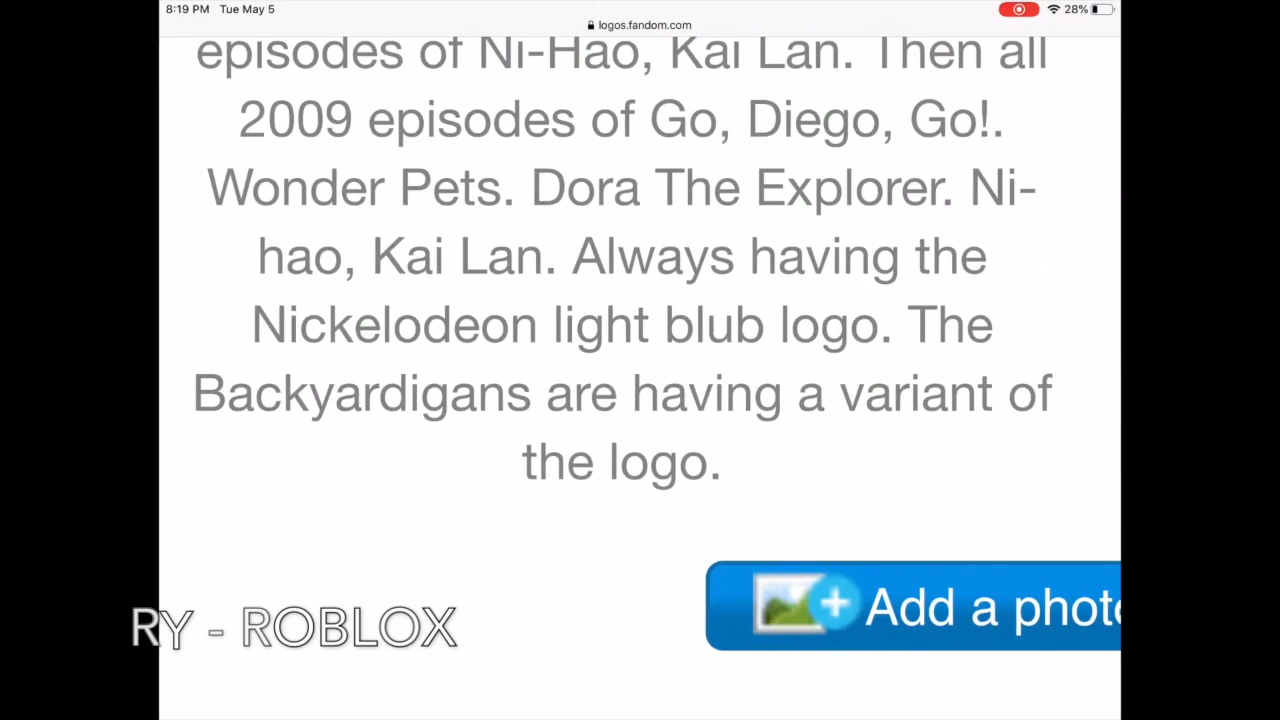 8:19 PM Tue May 5
28%
logos.fandom.com
episodes of Ni-Hao, Kai Lan. Then all
2009 episodes of Go, Diego, Go!.
Wonder Pets. Dora The Explorer. Ni-
hao, Kai Lan. Always having the
Nickelodeon light blub logo. The
Backyardigans are having a variant of
the logo.
Add a photo
RY - ROBLOX